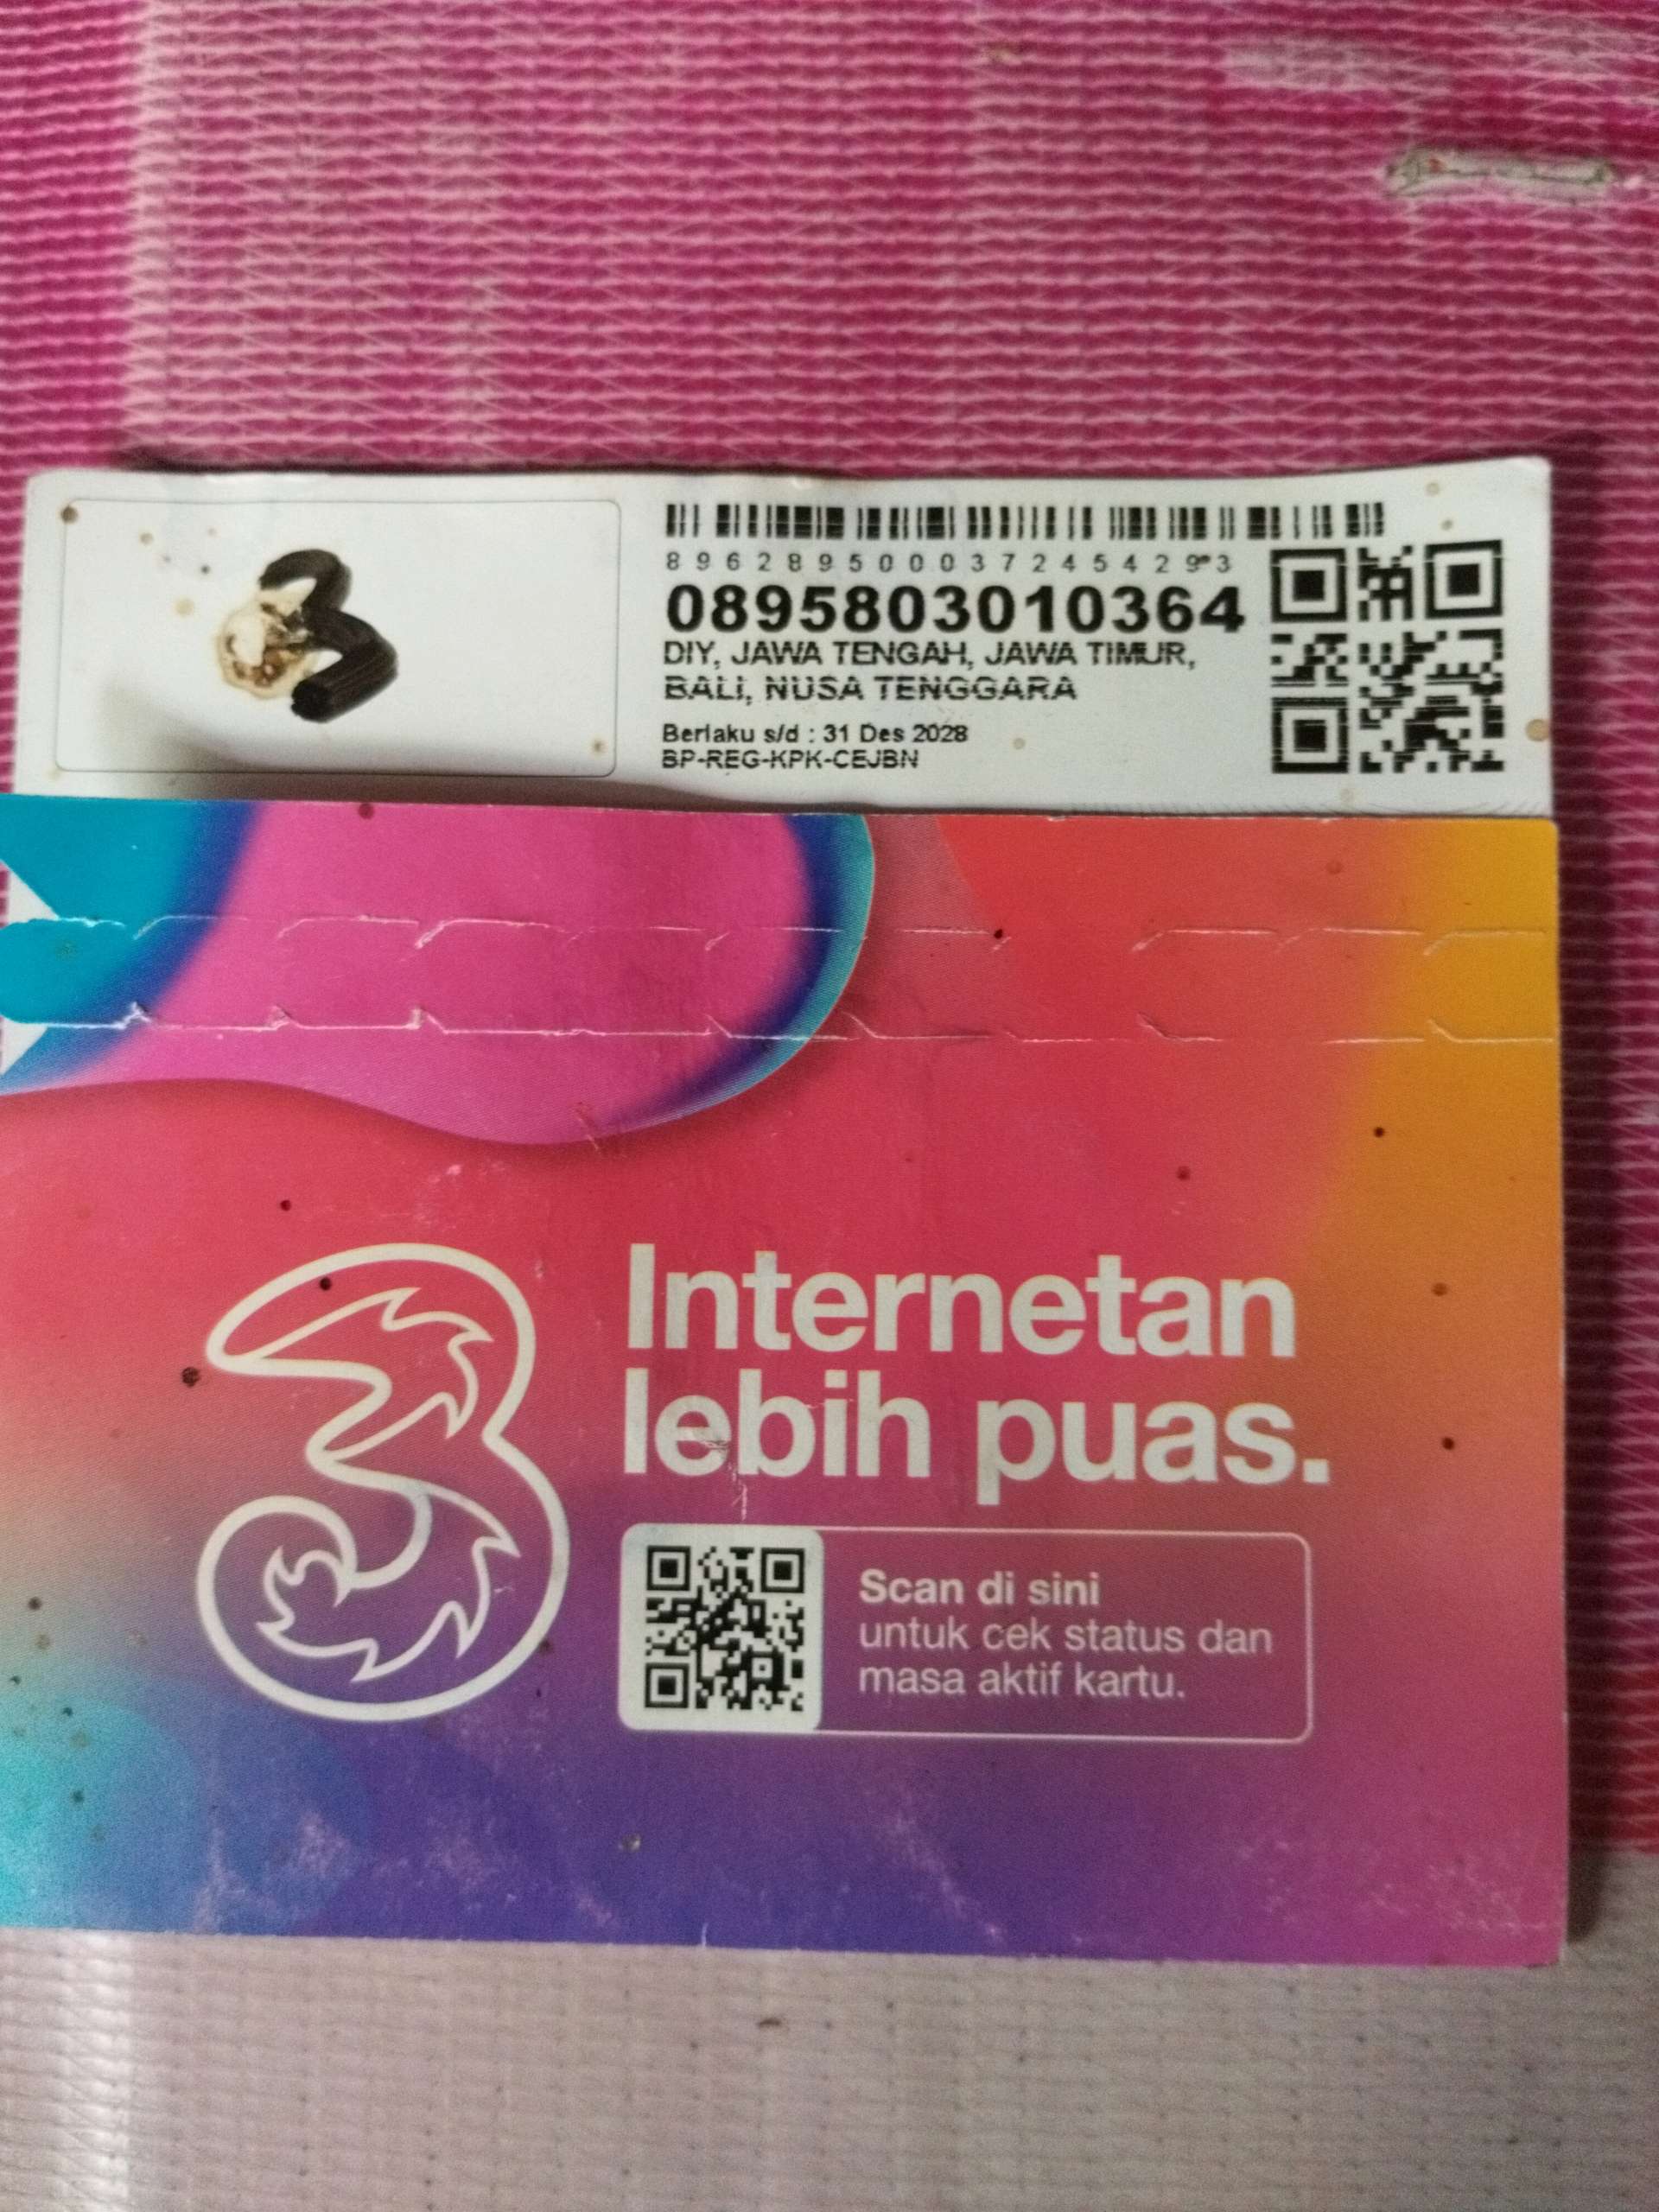 8962895000372454293
0895803010364
DIY, JAWA TENGAH, JAWA TIMUR,
BALI, NUSA TENGGARA
Berlaku s/d : 31 Des 2028
BP-REG-KPK-CEJBN
3
Internetan
lebih puas.
Scan di sini
untuk cek status dan
masa aktif kartu.